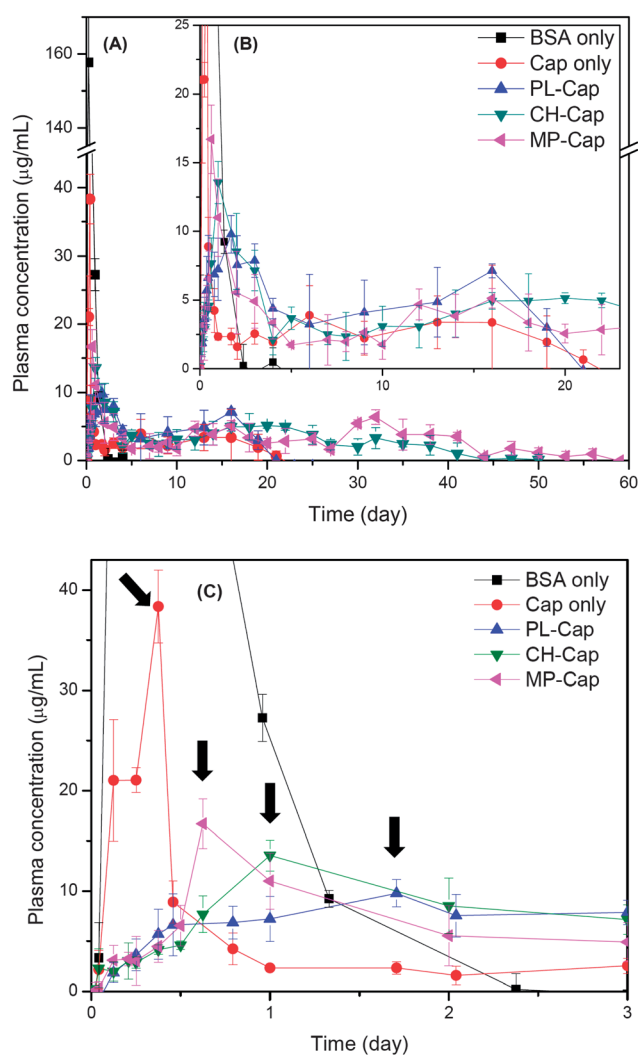 (A)
(B)
BSA only
Cap only
PL-Cap
CH-Cap
MP-Cap
Plasma concentration (μg/mL)
160
140
40
30
20
10
0
25
20
15
10
5
0
0 10 20
0 10 20 30 40 50 60
Time (day)
(C)
BSA only
Cap only
PL-Cap
CH-Cap
MP-Cap
Plasma concentration (μg/mL)
40
30
20
10
0
0 1 2 3
Time (day)